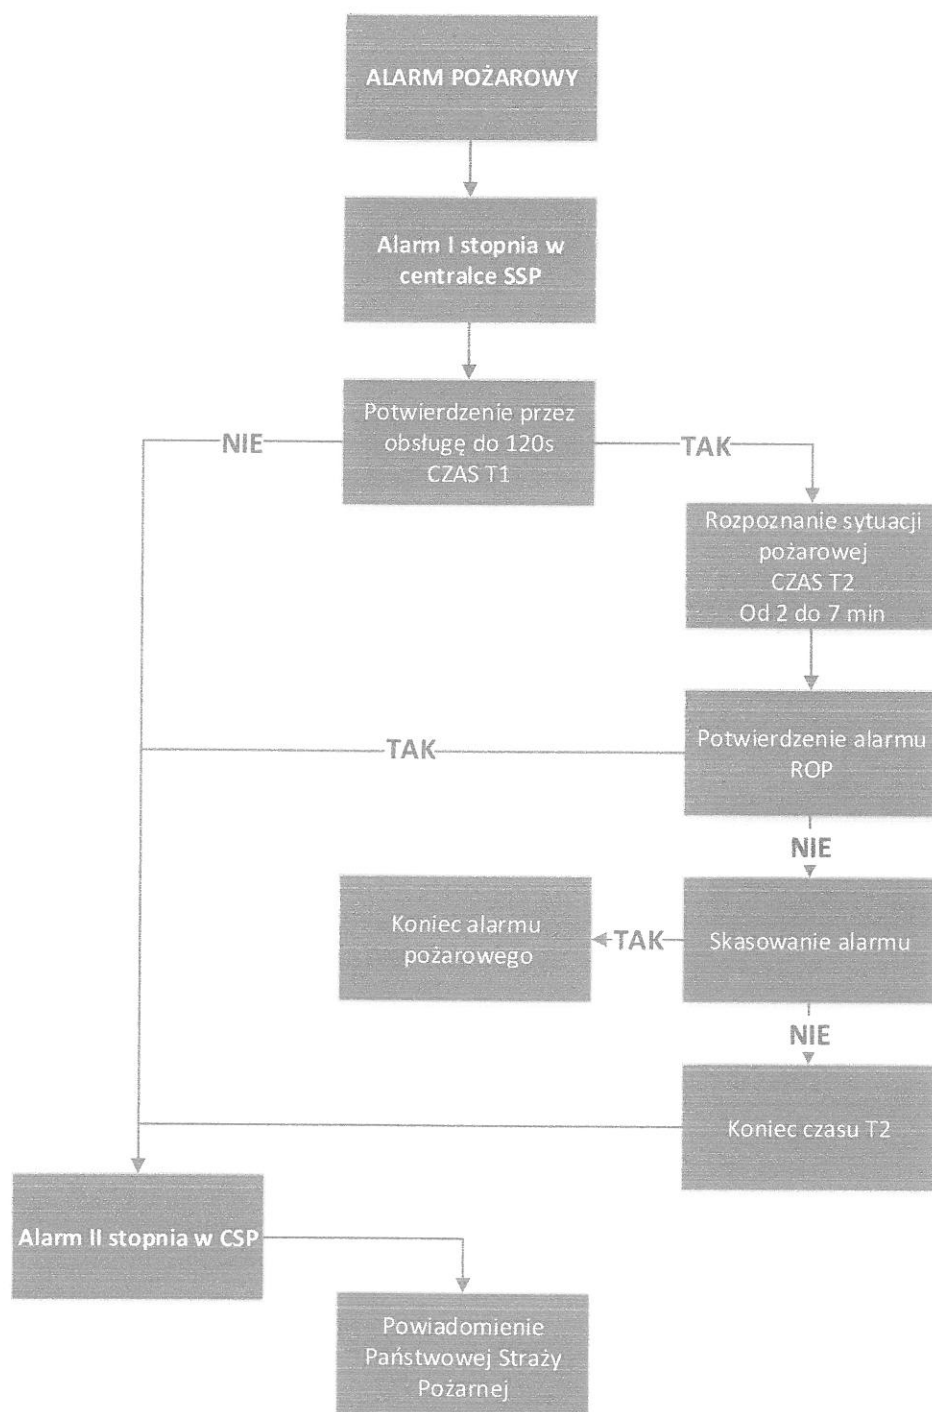 ALARM POŻAROWY
Alarm I stopnia w
centralce SSP
Potwierdzenie przez
obsługę do 120s
CZAS T1
NIE
TAK
Rozpoznanie sytuacji
pożarowej
CZAS T2
Od 2 do 7 min
Potwierdzenie alarmu
ROP
TAK
NIE
Skasowanie alarmu
TAK
Koniec alarmu
pożarowego
NIE
Koniec czasu T2
Alarm II stopnia w CSP
Powiadomienie
Państwowej Straży
Pożarnej